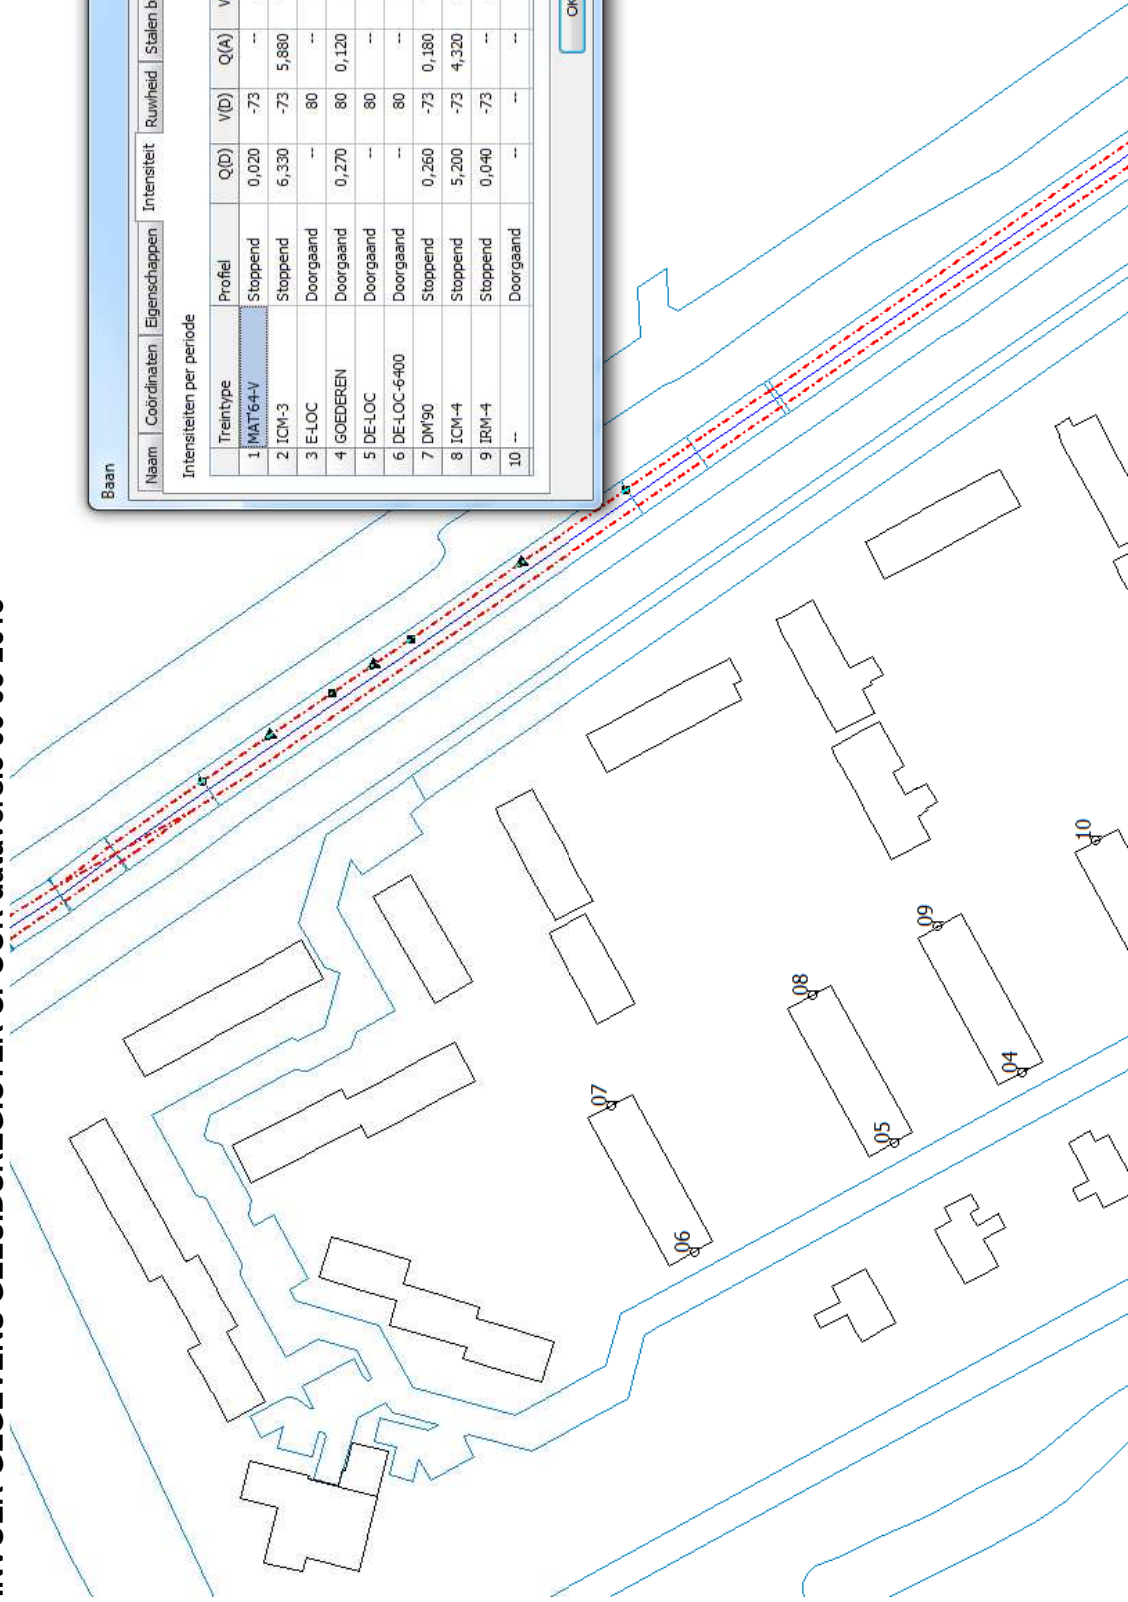 Baan
Naam Coördinaten Eigenschappen Intensiteit Ruwheid Stalen b
Intensiteiten per periode
Treintype Profiel Q(D) V(D) Q(A) V
1 MAT'64-V Stoppend 0,020 -73 --
2 ICM-3 Stoppend 6,330 -73 5,880
3 E-LOC Doorgaand -- 80 --
4 GOEDEREN Doorgaand 0,270 80 0,120
5 DE-LOC Doorgaand -- 80 --
6 DE-LOC-6400 Doorgaand -- 80 --
7 DM'90 Stoppend 0,260 -73 0,180
8 ICM-4 Stoppend 5,200 -73 4,320
9 IRM-4 Stoppend 0,040 -73 --
10 -- Doorgaand -- -- --
OK
10
09
08
04
05
07
06